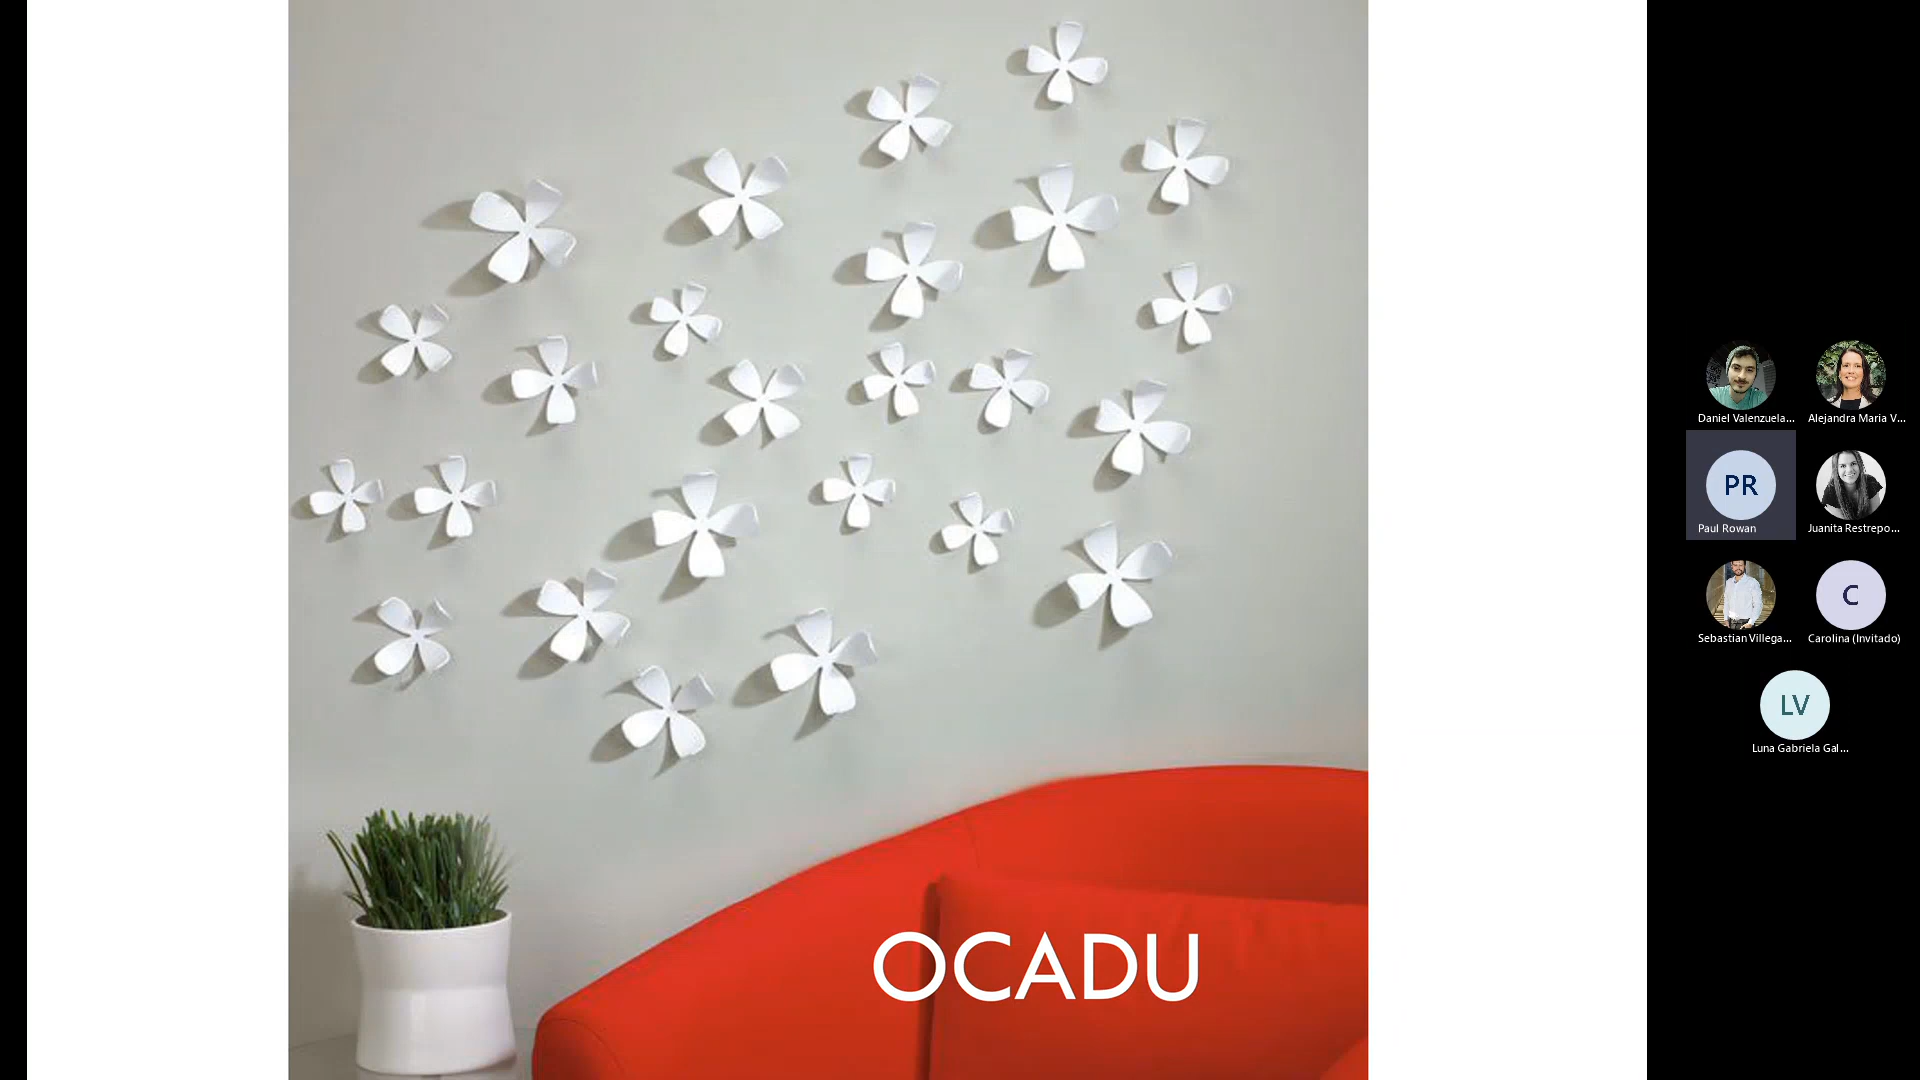 OCADU
Daniel Valenzuela...
Alejandra Maria V...
PR
Paul Rowan
Juanita Restrepo...
Sebastian Villega...
C
Carolina (Invitado)
LV
Luna Gabriela Gal...